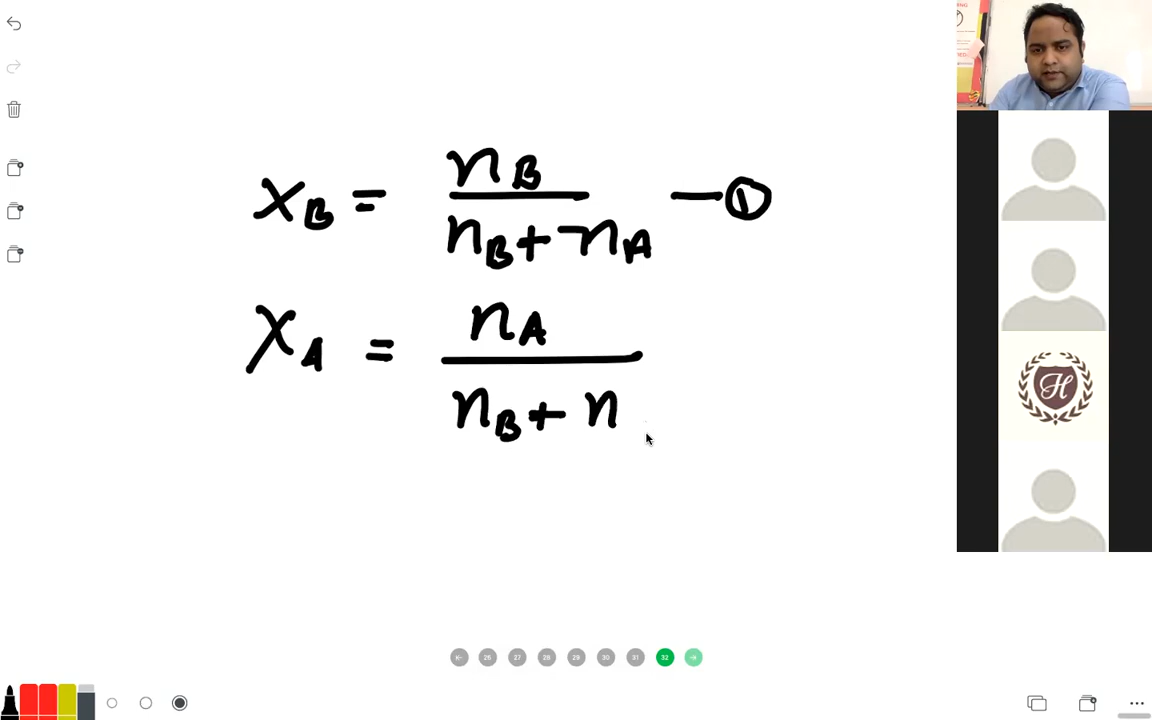 x_B = n_B / (n_B + n_A) — ①
x_A = n_A / (n_B + n
H
26 27 28 29 30 31 32